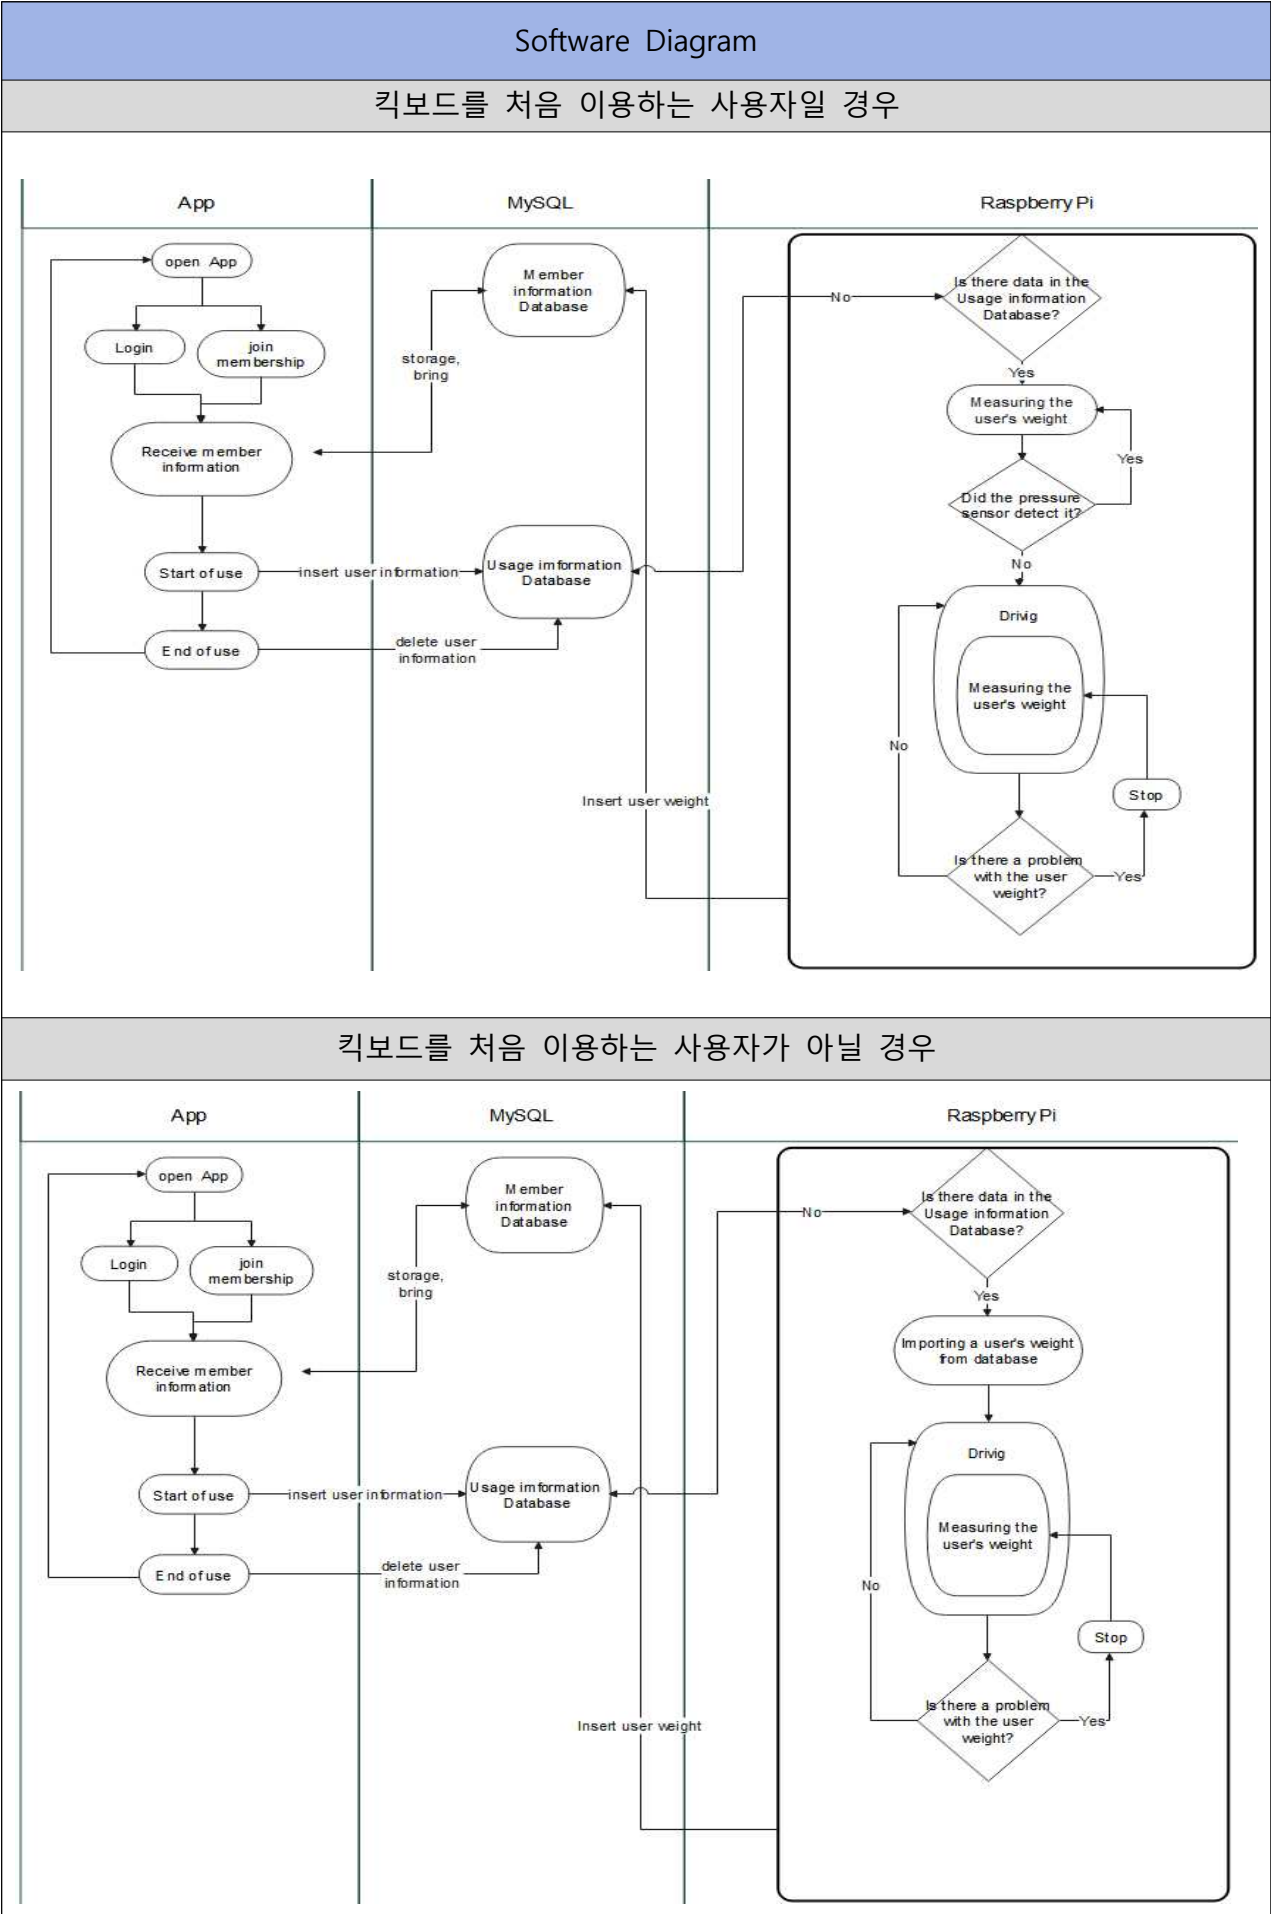 Software Diagram
킥보드를 처음 이용하는 사용자일 경우
App
MySQL
Raspberry Pi
open App
Login
join
membership
Receive member
information
Start of use
End of use
storage,
bring
insert user information
delete user
information
Member
information
Database
Usage imformation
Database
Insert user weight
No
Is there data in the
Usage information
Database?
Yes
Measuring the
user's weight
Yes
Did the pressure
sensor detect it?
No
Drivig
Measuring the
user's weight
No
Stop
Is there a problem
with the user
weight?
Yes
킥보드를 처음 이용하는 사용자가 아닐 경우
App
MySQL
Raspberry Pi
open App
Login
join
membership
Receive member
information
Start of use
End of use
storage,
bring
insert user information
delete user
information
Member
information
Database
Usage imformation
Database
Insert user weight
No
Is there data in the
Usage information
Database?
Yes
Importing a user's weight
from database
Drivig
Measuring the
user's weight
No
Stop
Is there a problem
with the user
weight?
Yes